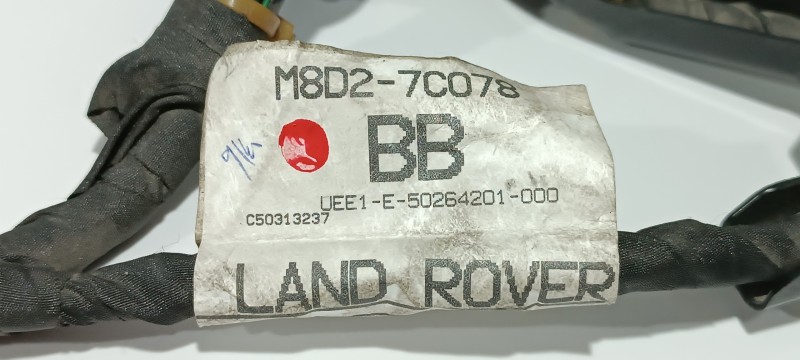 M8D2-7C078
BB
UEE1-E-50264201-000
C50313237
LAND ROVER